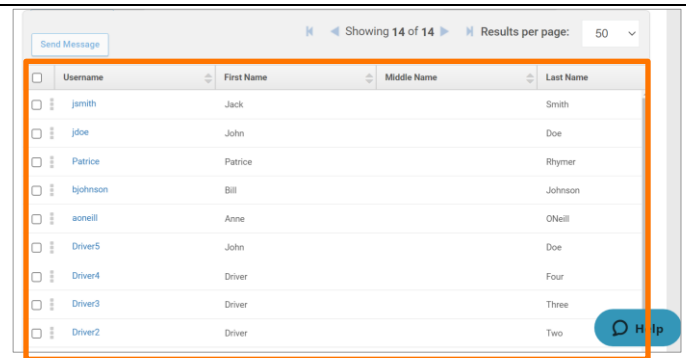 Showing 14 of 14 Results per page: 50
Send Message
Username First Name Middle Name Last Name
jsmith Jack Smith
jdoe John Doe
Patrice Patrice Rhymer
bjohnson Bill Johnson
aoneill Anne ONeill
Driver5 John Doe
Driver4 Driver Four
Driver3 Driver Three
Driver2 Driver Two
Help